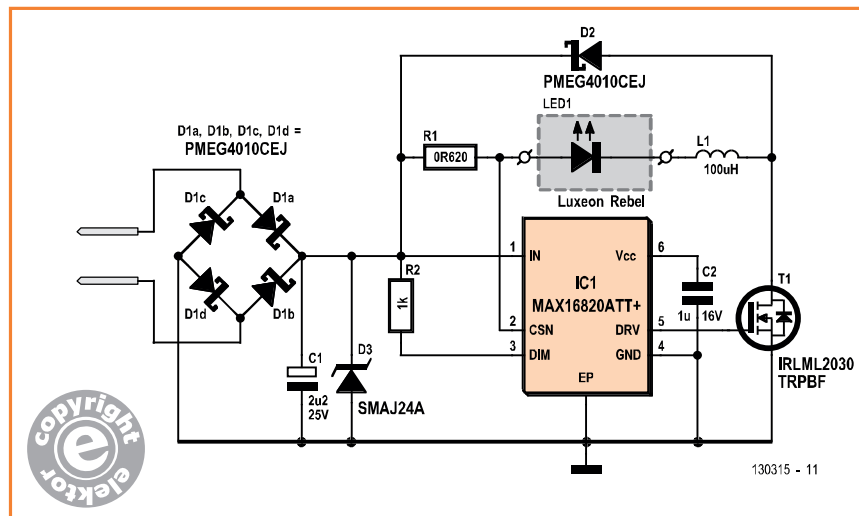 D2
PMEG4010CEJ
LED1
D1a, D1b, D1c, D1d =
PMEG4010CEJ
R1
0R620
L1
100uH
Luxeon Rebel
D1c
D1a
D1d
D1b
R2
1k
1
IN
Vcc
6
IC1
MAX16820ATT+
C2
1u
16V
T1
2
CSN
DRV
5
3
DIM
GND
4
EP
C1
2u2
25V
D3
SMAJ24A
IRLML2030
TRPBF
copyright
e
elektor
130315 - 11